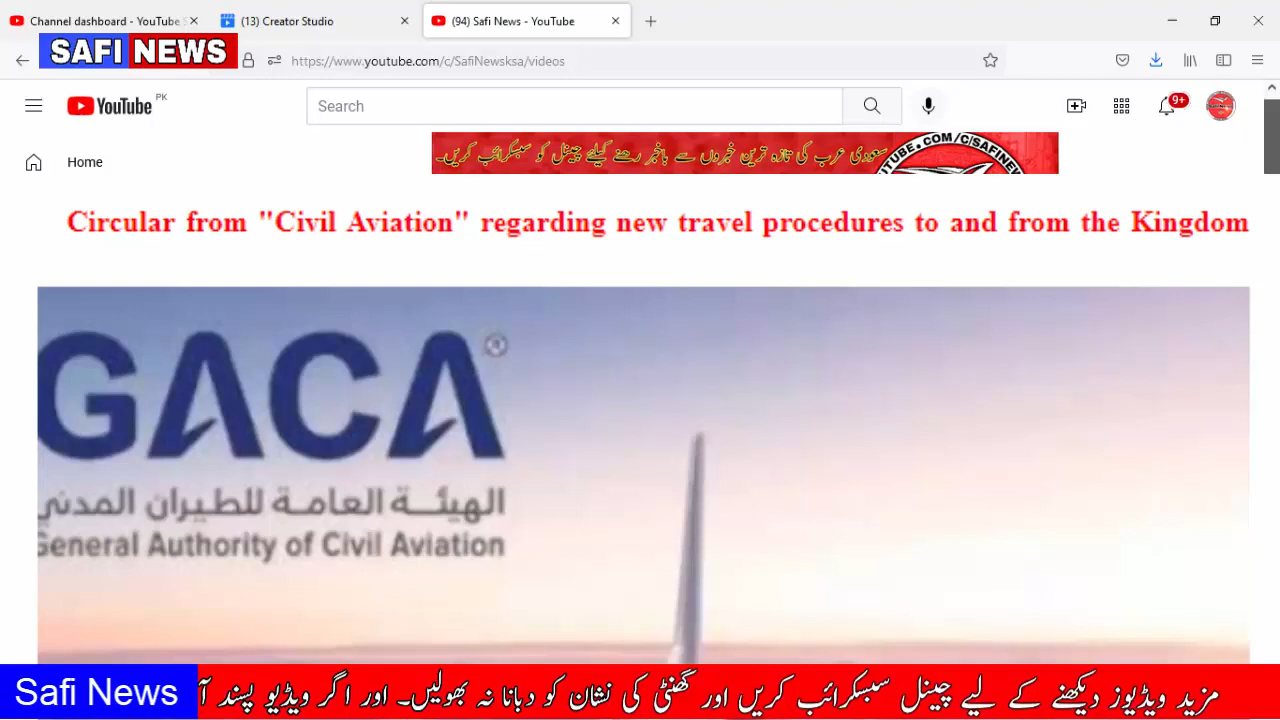 Channel dashboard - YouTube S
(13) Creator Studio
(94) Safi News - YouTube
SAFI NEWS
https://www.youtube.com/c/SafiNewsksa/videos
YouTube PK
Search
9+
Home
سعودی عرب کی تازہ ترین خبروں سے باخبر رھنے کیلئے چینل کو سبسکرائب کریں۔
TUBE.COM/C/SAFINEW
Circular from "Civil Aviation" regarding new travel procedures to and from the Kingdom
GACA®
الهيئة العامة للطيران المدني
General Authority of Civil Aviation
Safi News
مزید ویڈیوز دیکھنے کے لیے چینل سبسکرائب کریں اور گھنٹی کی نشان کو دبانا نہ بھولیں۔ اور اگر ویڈیو پسند آ